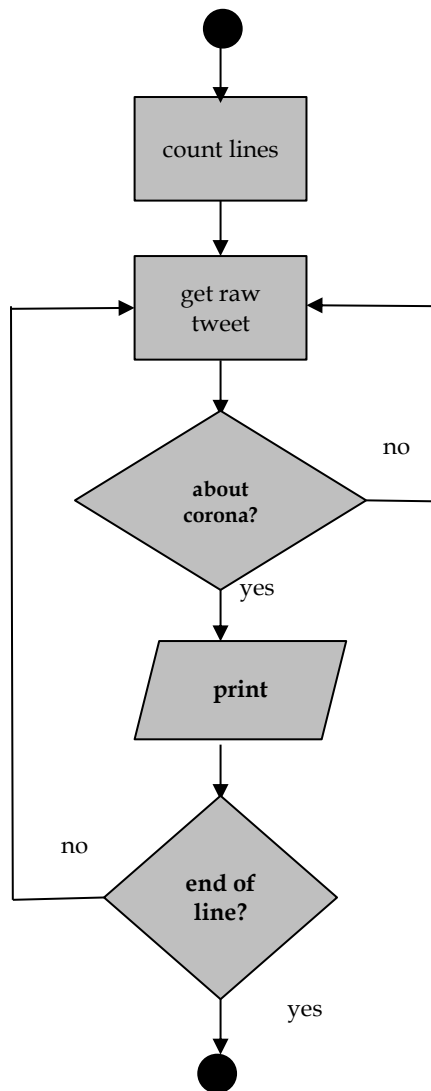 count lines
get raw
tweet
no
about
corona?
yes
print
no
end of
line?
yes